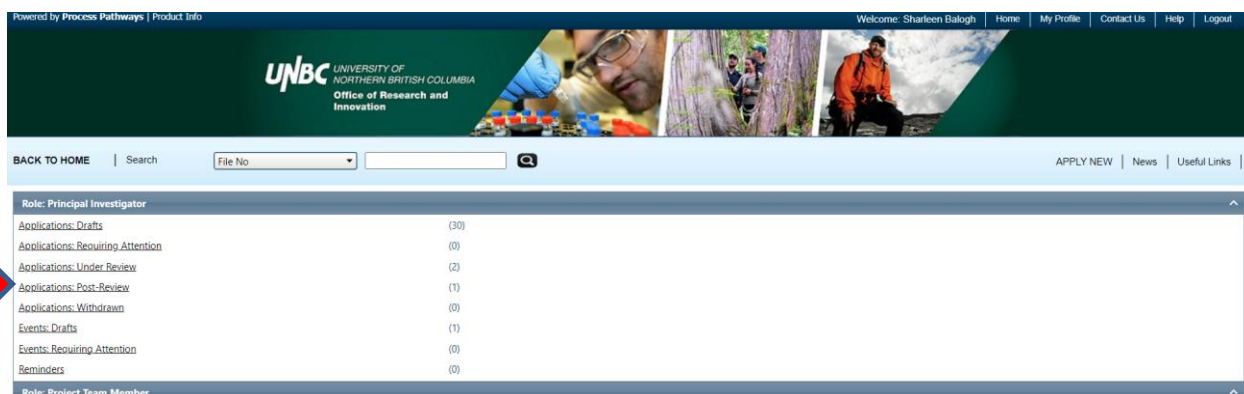 Powered by Process Pathways | Product Info
Welcome: Sharleen Balogh | Home | My Profile | Contact Us | Help | Logout
UNBC UNIVERSITY OF
NORTHERN BRITISH COLUMBIA
Office of Research and
Innovation
BACK TO HOME | Search File No APPLY NEW | News | Useful Links |
Role: Principal Investigator
Applications: Drafts (30)
Applications: Requiring Attention (0)
Applications: Under Review (2)
Applications: Post-Review (1)
Applications: Withdrawn (0)
Events: Drafts (1)
Events: Requiring Attention (0)
Reminders (0)
Role: Project Team Member